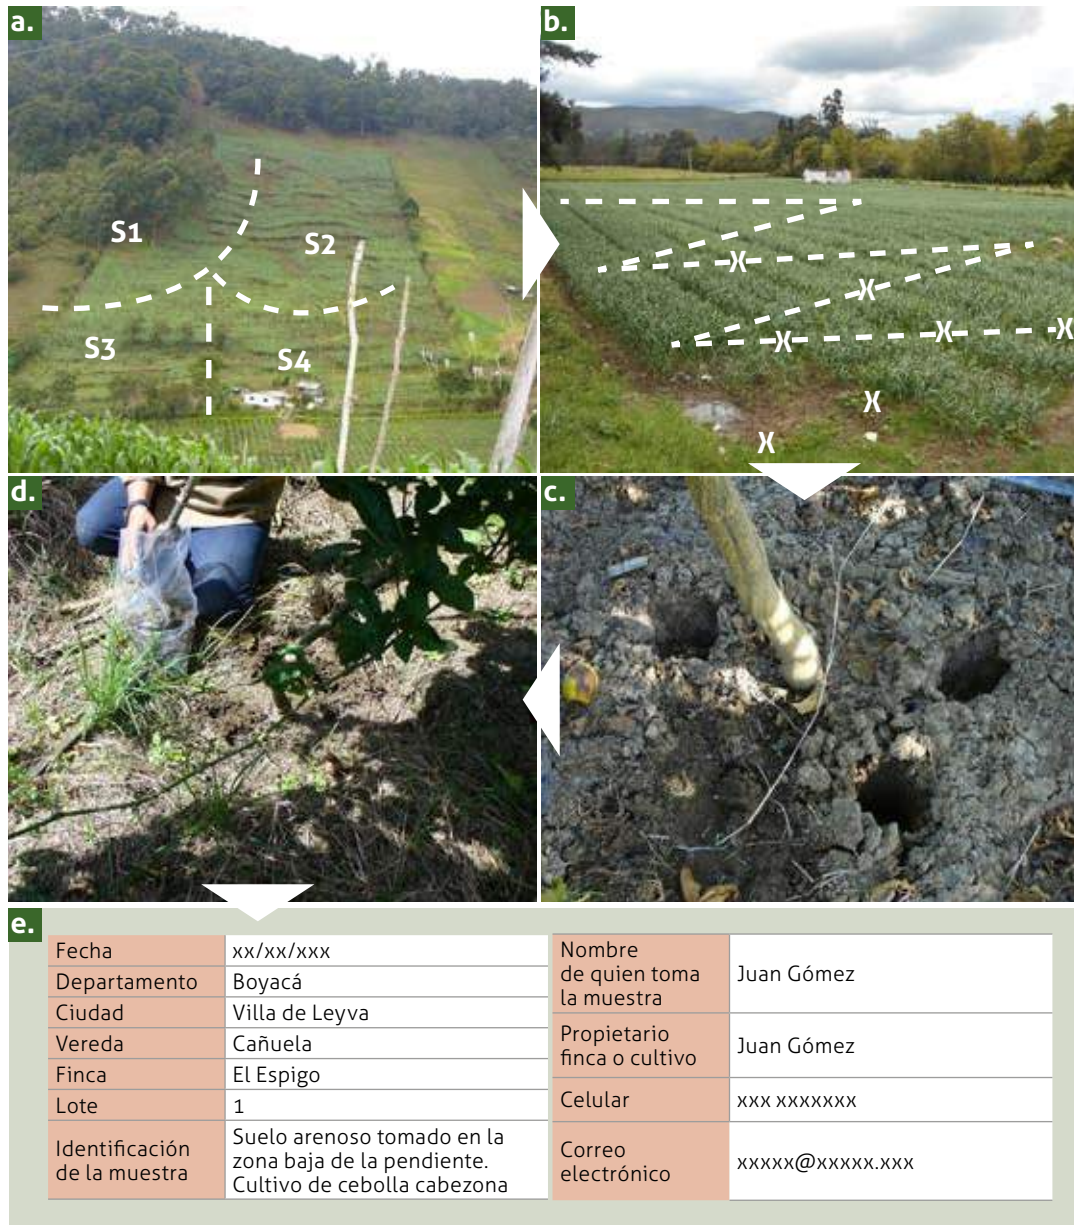 a.
S1
S2
S3
S4
b.
X
X
X
X
X
X
X
d.
c.
e.
Fecha xx/xx/xxx
Departamento Boyacá
Ciudad Villa de Leyva
Vereda Cañuela
Finca El Espigo
Lote 1
Identificación
de la muestra
Suelo arenoso tomado en la
zona baja de la pendiente.
Cultivo de cebolla cabezona
Nombre
de quien toma
la muestra
Juan Gómez
Propietario
finca o cultivo
Juan Gómez
Celular xxx xxxxxxx
Correo
electrónico
xxxxx@xxxxx.xxx